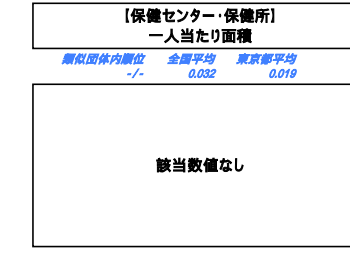 【保健センター・保健所】
一人当たり面積
類似団体内順位 全国平均 東京都平均
-/- 0.032 0.019
該当数値なし